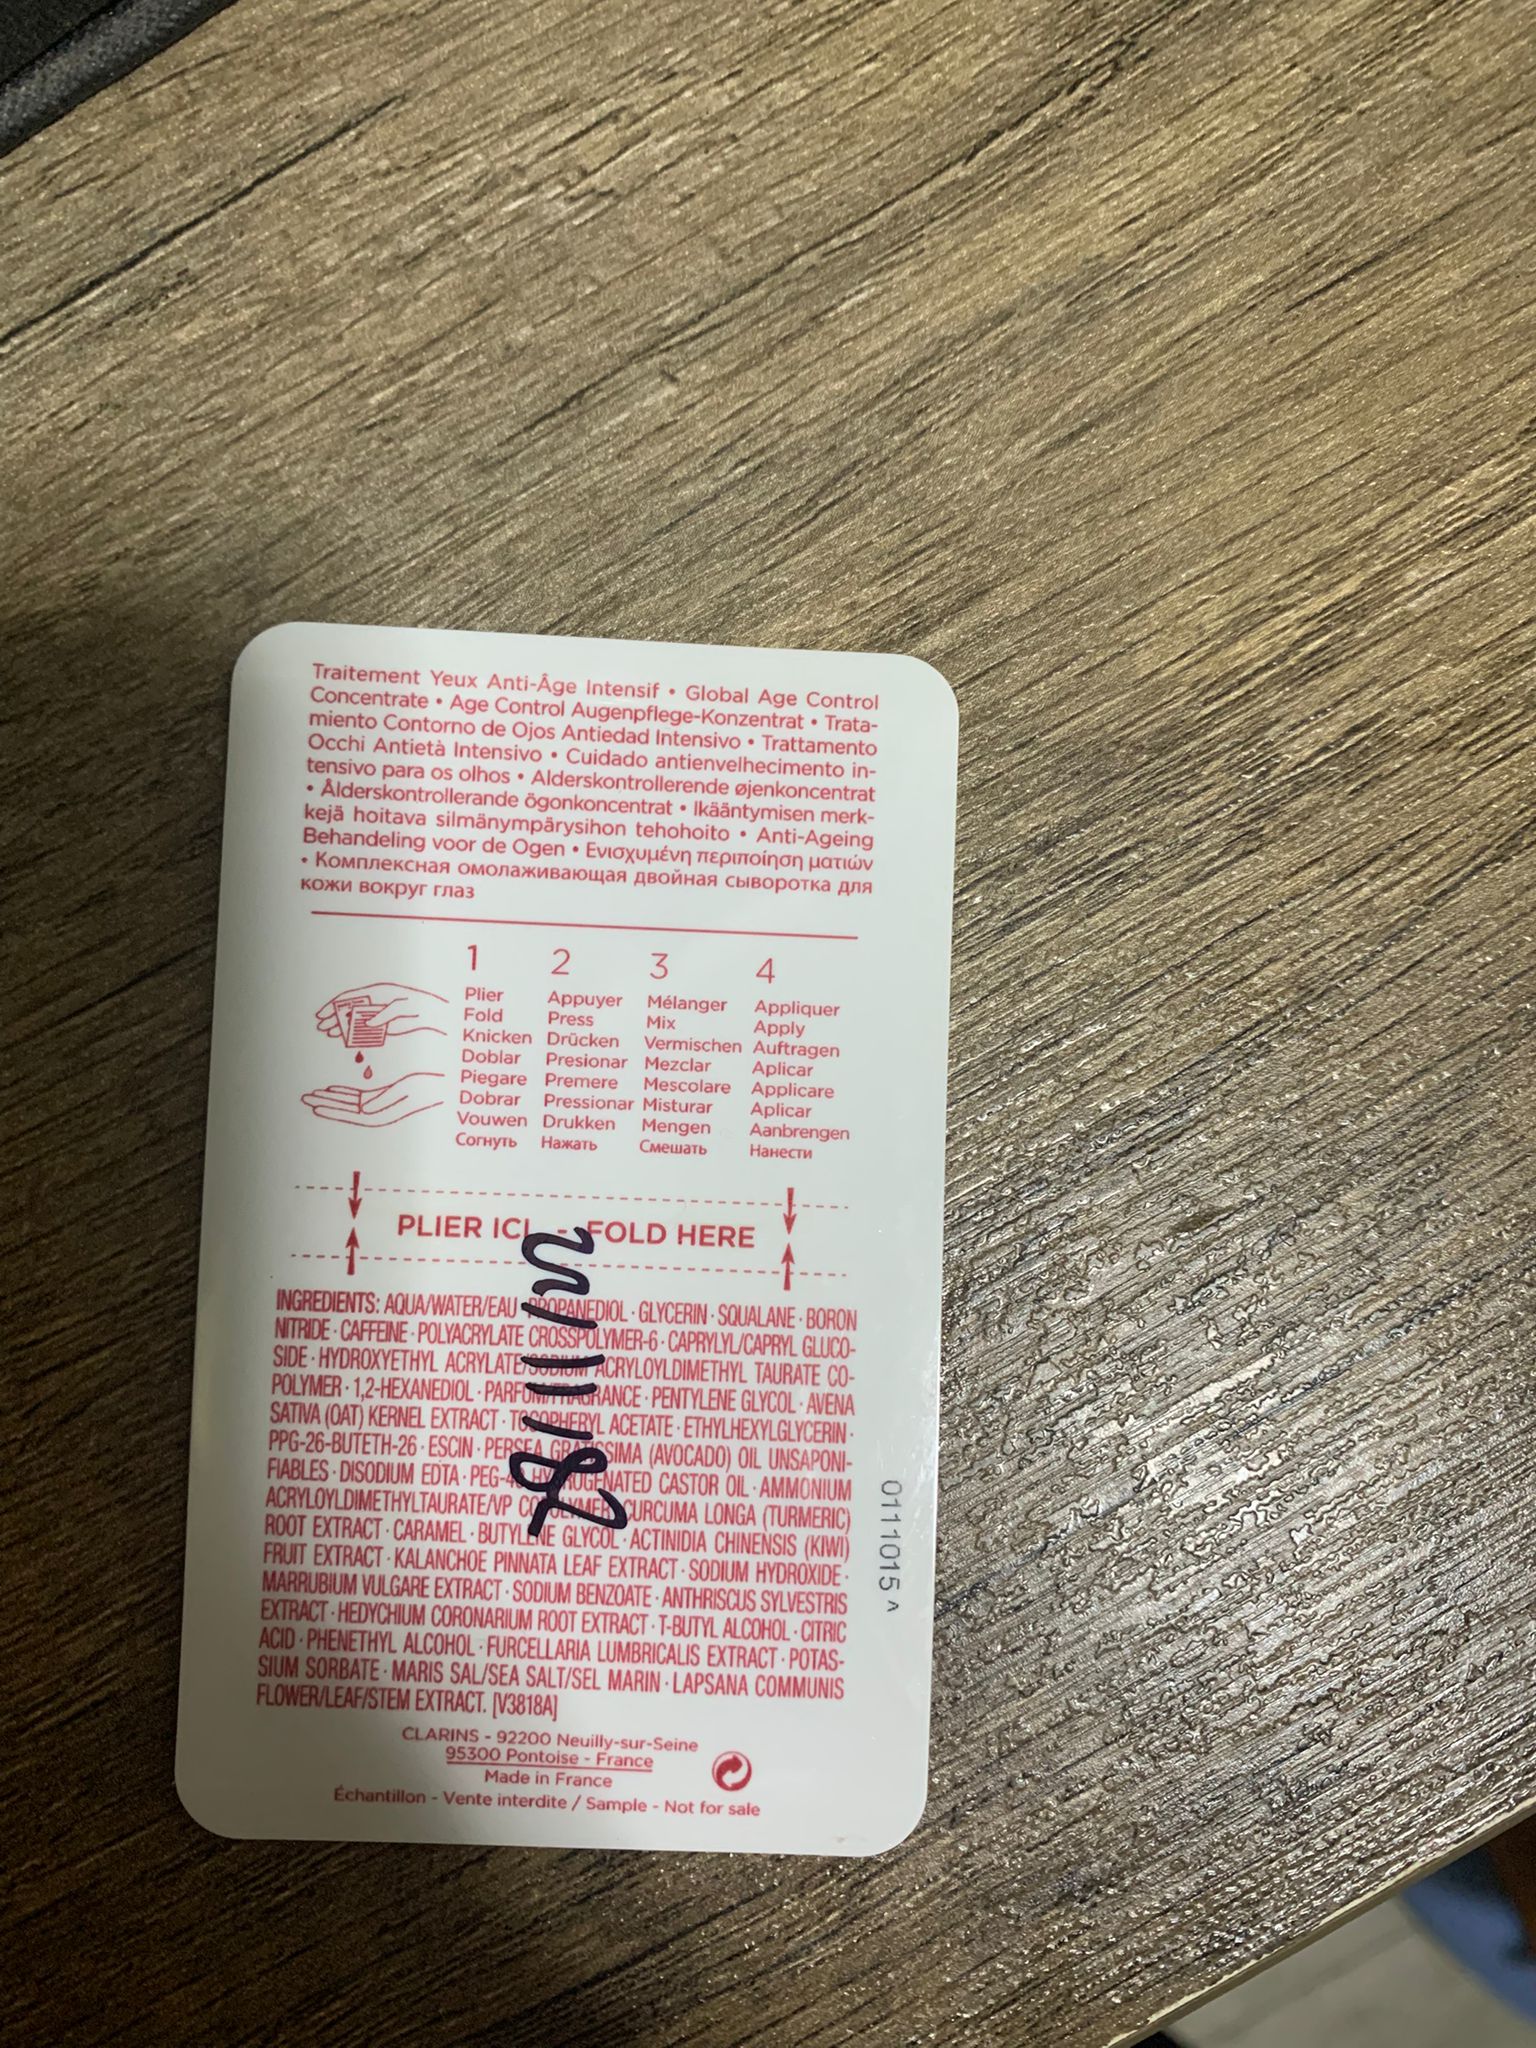 Traitement Yeux Anti-Âge Intensif • Global Age Control
Concentrate • Age Control Augenpflege-Konzentrat • Trata-
miento Contorno de Ojos Antiedad Intensivo • Trattamento
Occhi Antietà Intensivo • Cuidado antienvelhecimento in-
tensivo para os olhos • Alderskontrollerende øjenkoncentrat
• Ålderskontrollerande ögonkoncentrat • Ikääntymisen merk-
kejä hoitava silmänympärysihon tehohoito • Anti-Ageing
Behandeling voor de Ogen • Ενισχυμένη περιποίηση ματιών
• Комплексная омолаживающая двойная сыворотка для
кожи вокруг глаз
1 2 3 4
Plier Appuyer Mélanger Appliquer
Fold Press Mix Apply
Knicken Drücken Vermischen Auftragen
Doblar Presionar Mezclar Aplicar
Piegare Premere Mescolare Applicare
Dobrar Pressionar Misturar Aplicar
Vouwen Drukken Mengen Aanbrengen
Согнуть Нажать Смешать Нанести
PLIER ICI - FOLD HERE
INGREDIENTS: AQUA/WATER/EAU · PROPANEDIOL · GLYCERIN · SQUALANE · BORON
NITRIDE · CAFFEINE · POLYACRYLATE CROSSPOLYMER-6 · CAPRYLYL/CAPRYL GLUCO-
SIDE · HYDROXYETHYL ACRYLATE/SODIUM ACRYLOYLDIMETHYL TAURATE CO-
POLYMER · 1,2-HEXANEDIOL · PARFUM/FRAGRANCE · PENTYLENE GLYCOL · AVENA
SATIVA (OAT) KERNEL EXTRACT · TOCOPHERYL ACETATE · ETHYLHEXYLGLYCERIN ·
PPG-26-BUTETH-26 · ESCIN · PERSEA GRATISSIMA (AVOCADO) OIL UNSAPONI-
FIABLES · DISODIUM EDTA · PEG-40 HYDROGENATED CASTOR OIL · AMMONIUM
ACRYLOYLDIMETHYLTAURATE/VP COPOLYMER · CURCUMA LONGA (TURMERIC)
ROOT EXTRACT · CARAMEL · BUTYLENE GLYCOL · ACTINIDIA CHINENSIS (KIWI)
FRUIT EXTRACT · KALANCHOE PINNATA LEAF EXTRACT · SODIUM HYDROXIDE ·
MARRUBIUM VULGARE EXTRACT · SODIUM BENZOATE · ANTHRISCUS SYLVESTRIS
EXTRACT · HEDYCHIUM CORONARIUM ROOT EXTRACT · T-BUTYL ALCOHOL · CITRIC
ACID · PHENETHYL ALCOHOL · FURCELLARIA LUMBRICALIS EXTRACT · POTAS-
SIUM SORBATE · MARIS SAL/SEA SALT/SEL MARIN · LAPSANA COMMUNIS
FLOWER/LEAF/STEM EXTRACT. [V3818A]
CLARINS - 92200 Neuilly-sur-Seine
95300 Pontoise - France
Made in France
Échantillon - Vente interdite / Sample - Not for sale
0111015 ^